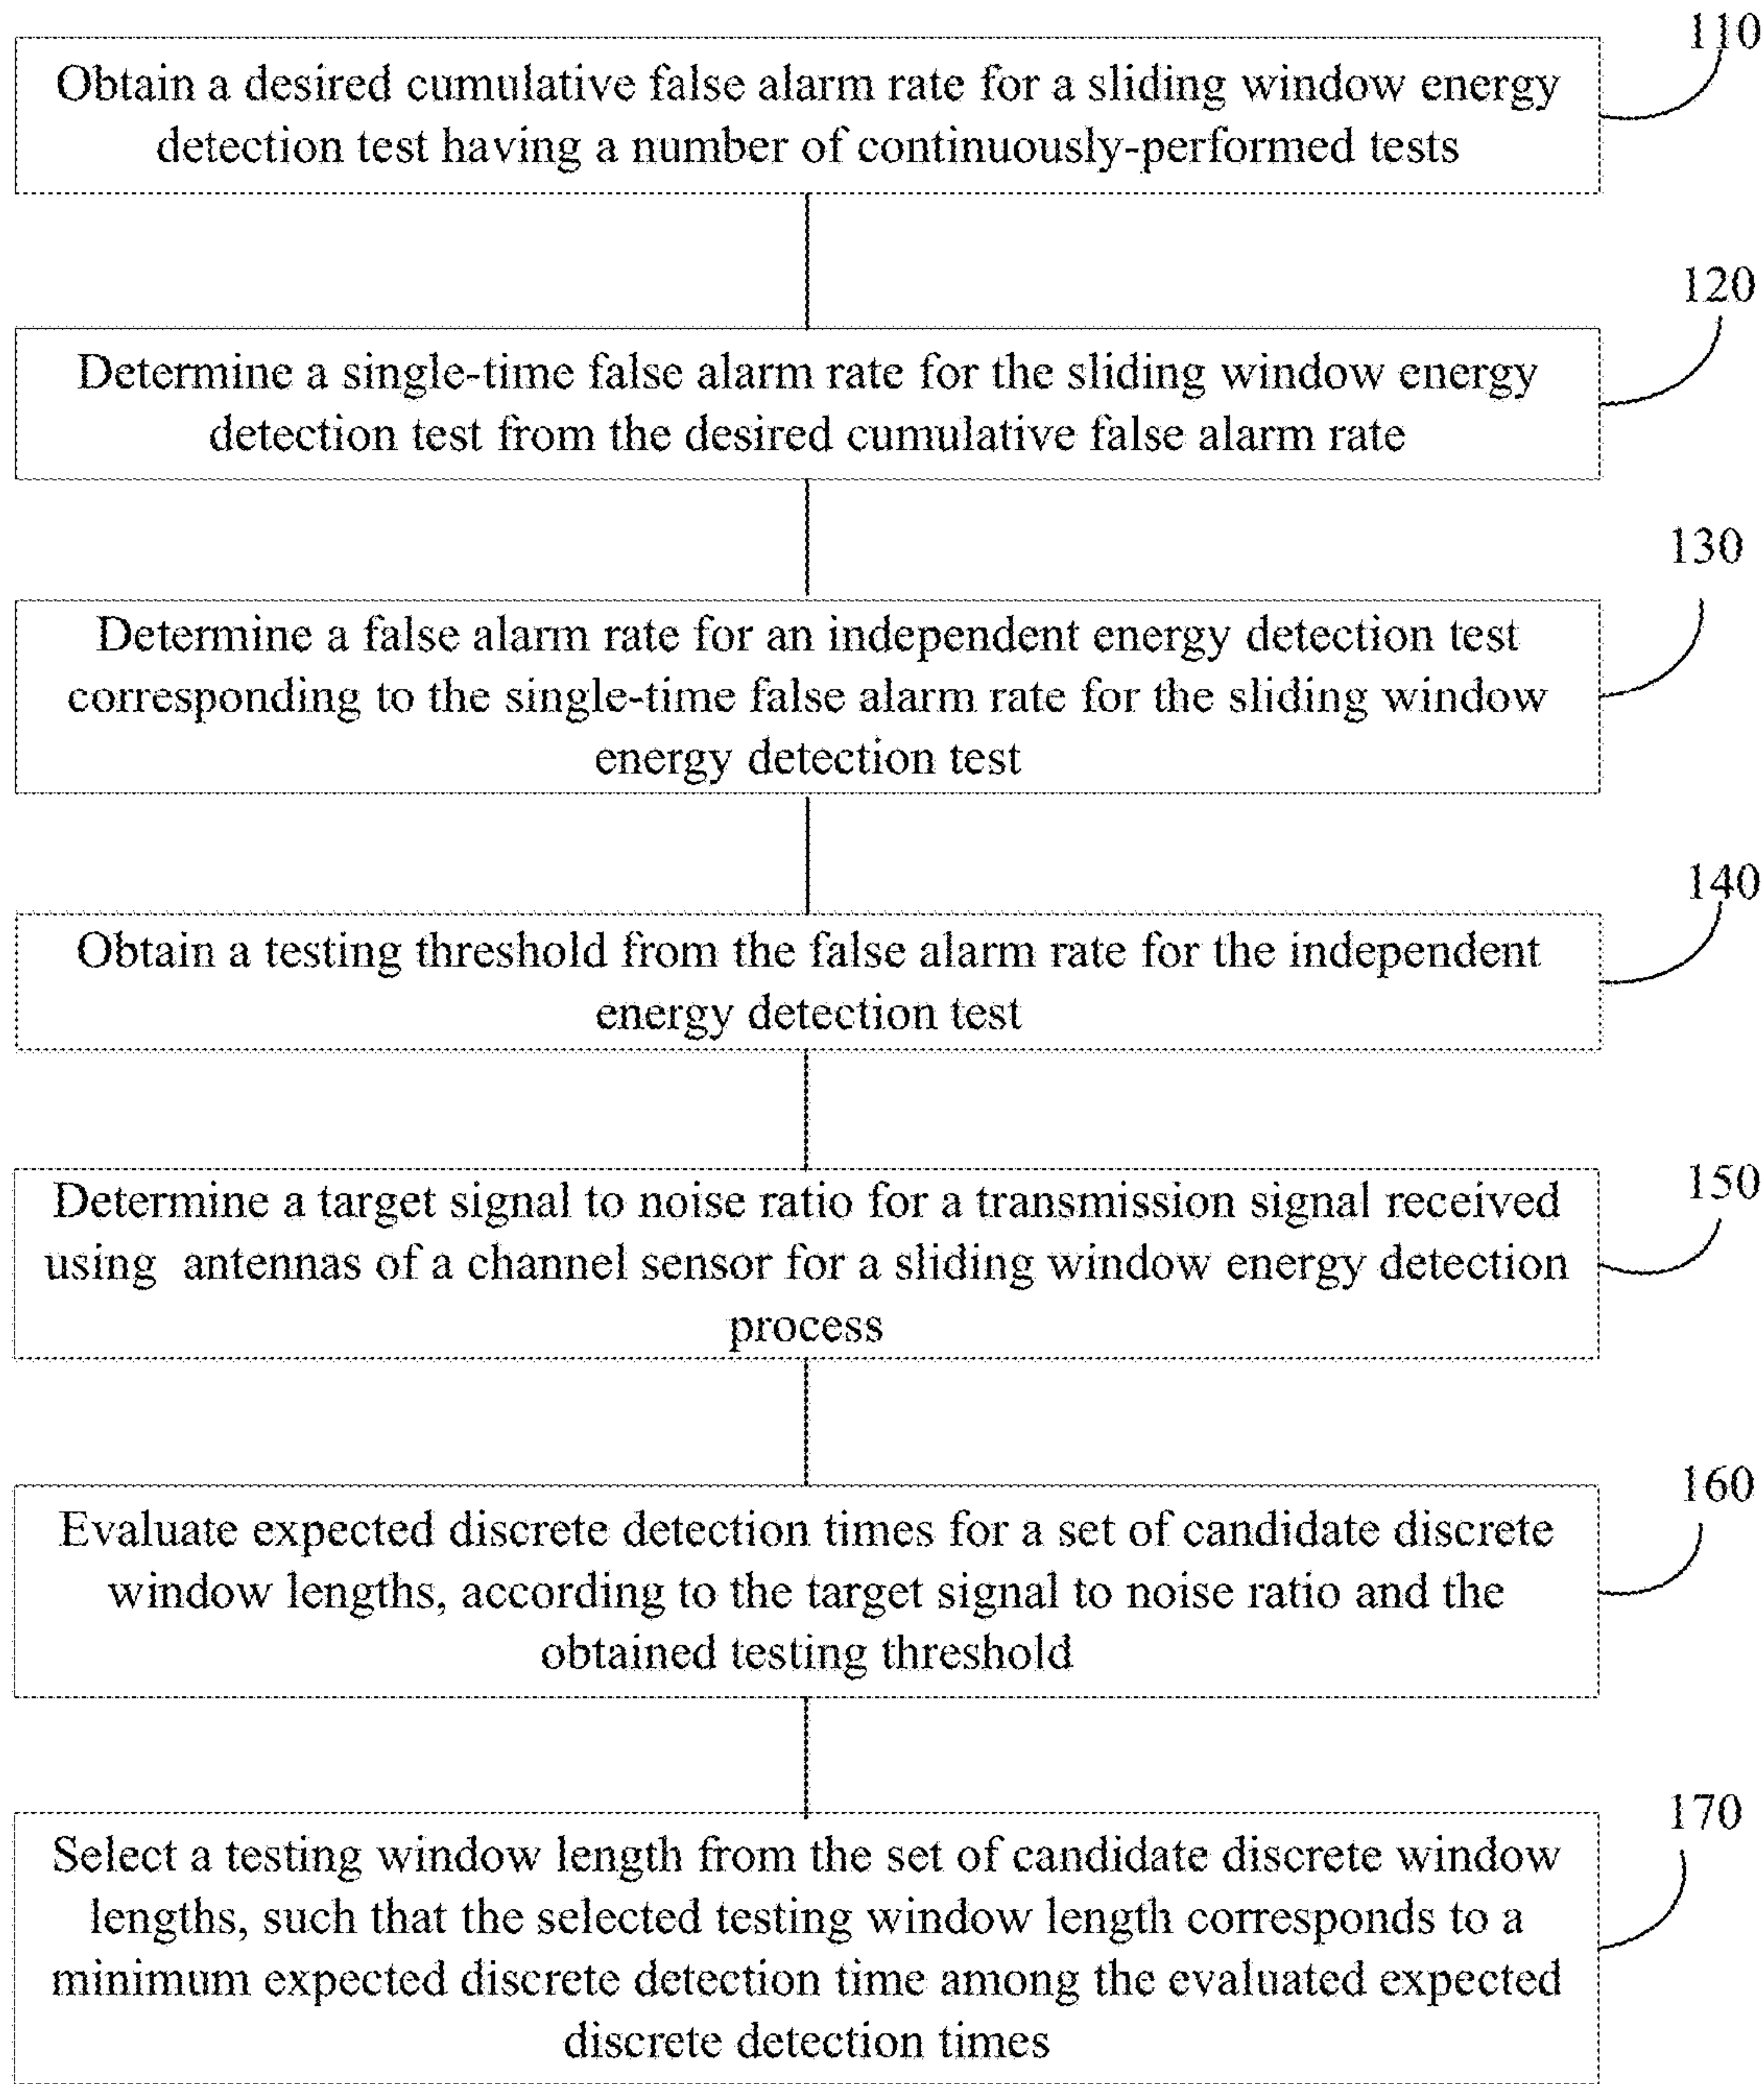 110
Obtain a desired cumulative false alarm rate for a sliding window energy
detection test having a number of continuously-performed tests
120
Determine a single-time false alarm rate for the sliding window energy
detection test from the desired cumulative false alarm rate
130
Determine a false alarm rate for an independent energy detection test
corresponding to the single-time false alarm rate for the sliding window
energy detection test
140
Obtain a testing threshold from the false alarm rate for the independent
energy detection test
150
Determine a target signal to noise ratio for a transmission signal received
using antennas of a channel sensor for a sliding window energy detection
process
160
Evaluate expected discrete detection times for a set of candidate discrete
window lengths, according to the target signal to noise ratio and the
obtained testing threshold
170
Select a testing window length from the set of candidate discrete window
lengths, such that the selected testing window length corresponds to a
minimum expected discrete detection time among the evaluated expected
discrete detection times